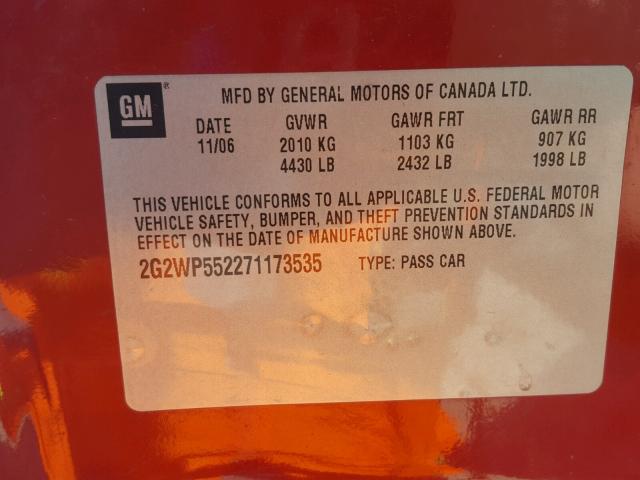 GM ® MFD BY GENERAL MOTORS OF CANADA LTD.
DATE GVWR GAWR FRT GAWR RR
11/06 2010 KG 1103 KG 907 KG
4430 LB 2432 LB 1998 LB
THIS VEHICLE CONFORMS TO ALL APPLICABLE U.S. FEDERAL MOTOR
VEHICLE SAFETY, BUMPER, AND THEFT PREVENTION STANDARDS IN
EFFECT ON THE DATE OF MANUFACTURE SHOWN ABOVE.
2G2WP552271173535 TYPE: PASS CAR